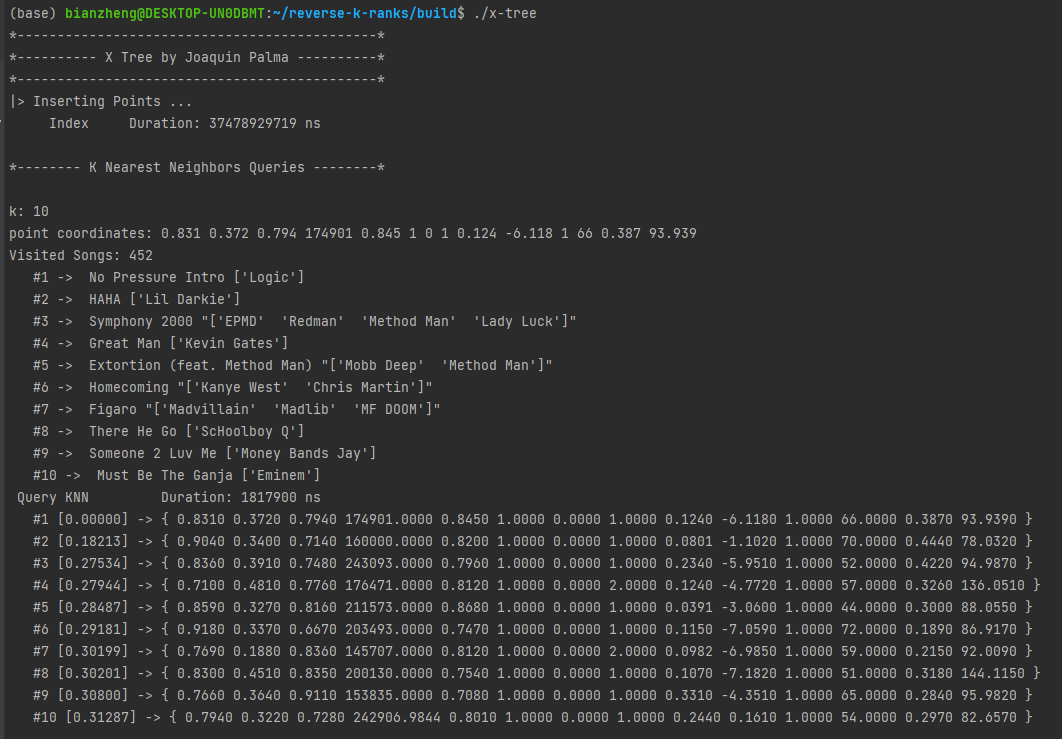 (base) bianzheng@DESKTOP-UN0DBMT:~/reverse-k-ranks/build$ ./x-tree
*---------------------------------------------*
*---------- X Tree by Joaquin Palma ----------*
*---------------------------------------------*
|> Inserting Points ...
     Index     Duration: 37478929719 ns
*-------- K Nearest Neighbors Queries --------*
k: 10
point coordinates: 0.831 0.372 0.794 174901 0.845 1 0 1 0.124 -6.118 1 66 0.387 93.939
Visited Songs: 452
   #1 ->  No Pressure Intro ['Logic']
   #2 ->  HAHA ['Lil Darkie']
   #3 ->  Symphony 2000 "['EPMD'  'Redman'  'Method Man'  'Lady Luck']"
   #4 ->  Great Man ['Kevin Gates']
   #5 ->  Extortion (feat. Method Man) "['Mobb Deep'  'Method Man']"
   #6 ->  Homecoming "['Kanye West'  'Chris Martin']"
   #7 ->  Figaro "['Madvillain'  'Madlib'  'MF DOOM']"
   #8 ->  There He Go ['ScHoolboy Q']
   #9 ->  Someone 2 Luv Me ['Money Bands Jay']
   #10 ->  Must Be The Ganja ['Eminem']
 Query KNN         Duration: 1817900 ns
   #1 [0.00000] -> { 0.8310 0.3720 0.7940 174901.0000 0.8450 1.0000 0.0000 1.0000 0.1240 -6.1180 1.0000 66.0000 0.3870 93.9390 }
   #2 [0.18213] -> { 0.9040 0.3400 0.7140 160000.0000 0.8200 1.0000 0.0000 1.0000 0.0801 -1.1020 1.0000 70.0000 0.4440 78.0320 }
   #3 [0.27534] -> { 0.8360 0.3910 0.7480 243093.0000 0.7960 1.0000 0.0000 1.0000 0.2340 -5.9510 1.0000 52.0000 0.4220 94.9870 }
   #4 [0.27944] -> { 0.7100 0.4810 0.7760 176471.0000 0.8120 1.0000 0.0000 2.0000 0.1240 -4.7720 1.0000 57.0000 0.3260 136.0510 }
   #5 [0.28487] -> { 0.8590 0.3270 0.8160 211573.0000 0.8680 1.0000 0.0000 1.0000 0.0391 -3.0600 1.0000 44.0000 0.3000 88.0550 }
   #6 [0.29181] -> { 0.9180 0.3370 0.6670 203493.0000 0.7470 1.0000 0.0000 1.0000 0.1150 -7.0590 1.0000 72.0000 0.1890 86.9170 }
   #7 [0.30199] -> { 0.7690 0.1880 0.8360 145707.0000 0.8120 1.0000 0.0000 2.0000 0.0982 -6.9850 1.0000 59.0000 0.2150 92.0090 }
   #8 [0.30201] -> { 0.8300 0.4510 0.8350 200130.0000 0.7540 1.0000 0.0000 1.0000 0.1070 -7.1820 1.0000 51.0000 0.3180 144.1150 }
   #9 [0.30800] -> { 0.7660 0.3640 0.9110 153835.0000 0.7080 1.0000 0.0000 1.0000 0.3310 -4.3510 1.0000 65.0000 0.2840 95.9820 }
   #10 [0.31287] -> { 0.7940 0.3220 0.7280 242906.9844 0.8010 1.0000 0.0000 1.0000 0.2440 0.1610 1.0000 54.0000 0.2970 82.6570 }